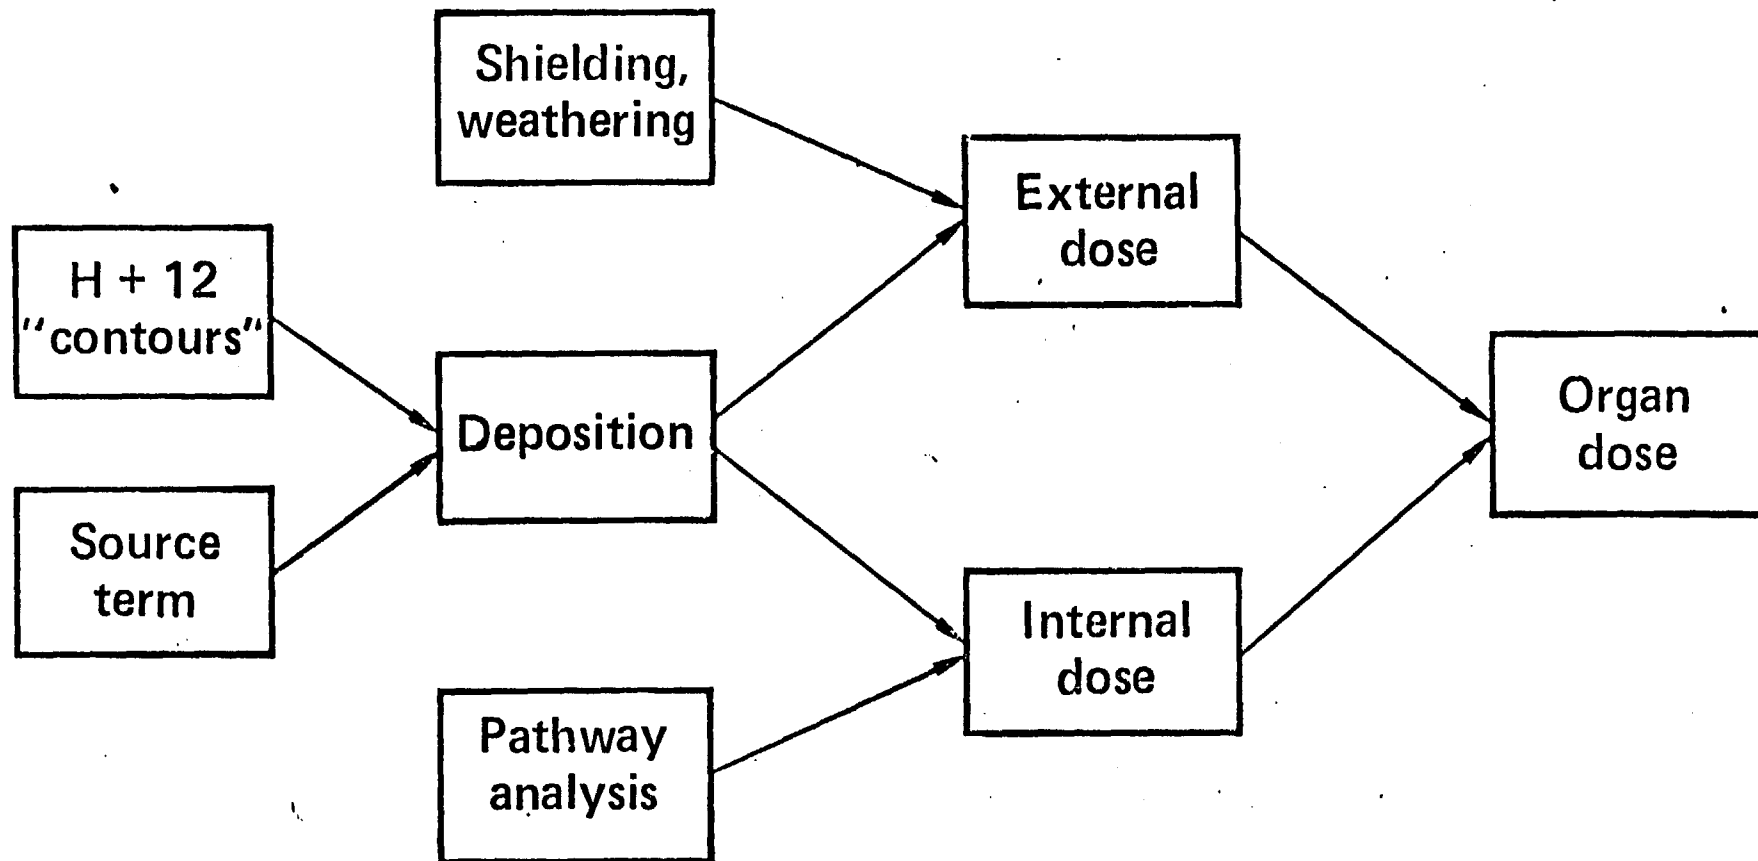 Shielding,
weathering
External
dose
H + 12
"contours"
Deposition
Organ
dose
Source
term
Internal
dose
Pathway
analysis